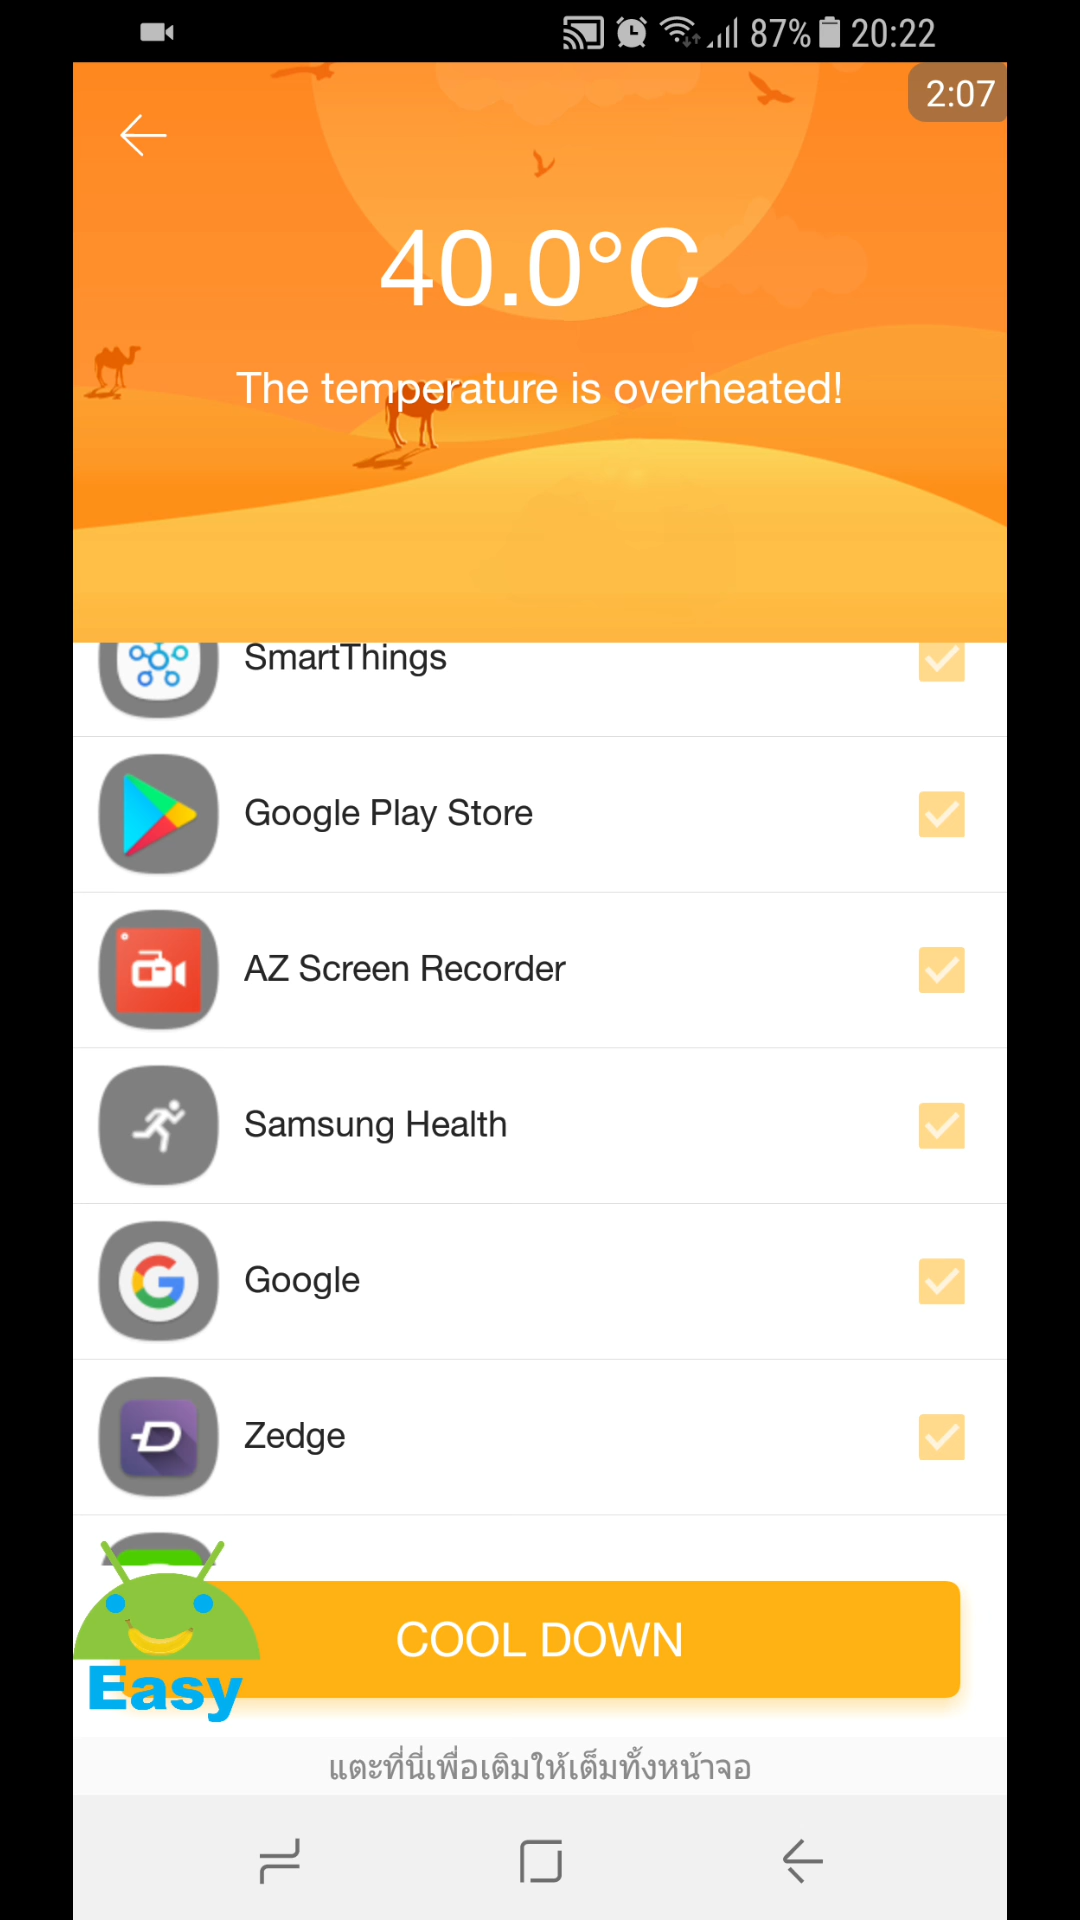 87% 20:22
2:07
40.0°C
The temperature is overheated!
SmartThings
Google Play Store
AZ Screen Recorder
Samsung Health
Google
Zedge
COOL DOWN
Easy
แตะที่นี่เพื่อเติมให้เต็มทั้งหน้าจอ